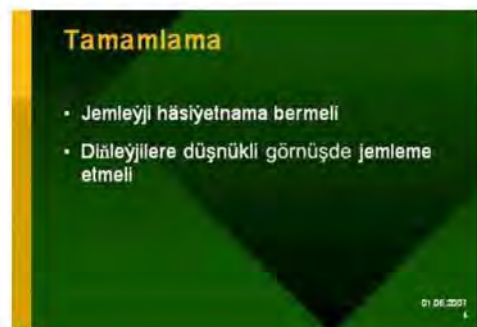 Tamamlama
• Jemleýji häsiýetnama bermeli
• Diňleýjilere düşnükli görnüşde jemleme
etmeli
01.06.2007